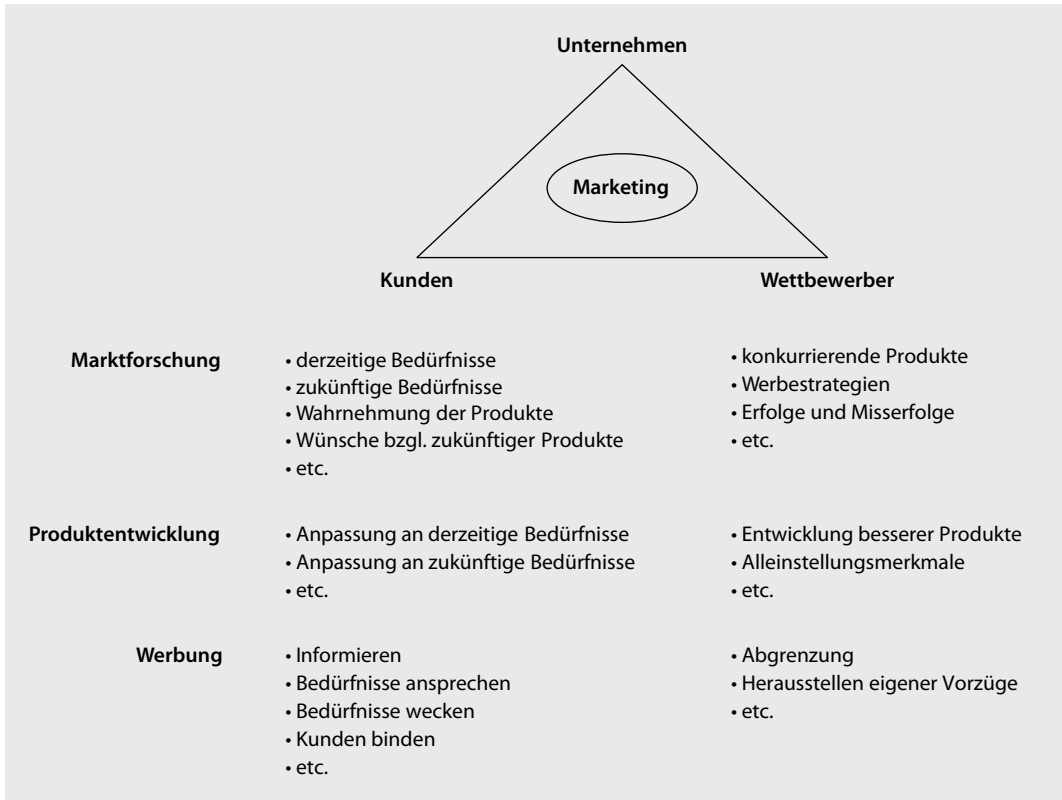 Unternehmen
Marketing
Kunden
Wettbewerber
Marktforschung
• derzeitige Bedürfnisse
• zukünftige Bedürfnisse
• Wahrnehmung der Produkte
• Wünsche bzgl. zukünftiger Produkte
• etc.
• konkurrierende Produkte
• Werbestrategien
• Erfolge und Misserfolge
• etc.
Produktentwicklung
• Anpassung an derzeitige Bedürfnisse
• Anpassung an zukünftige Bedürfnisse
• etc.
• Entwicklung besserer Produkte
• Alleinstellungsmerkmale
• etc.
Werbung
• Informieren
• Bedürfnisse ansprechen
• Bedürfnisse wecken
• Kunden binden
• etc.
• Abgrenzung
• Herausstellen eigener Vorzüge
• etc.